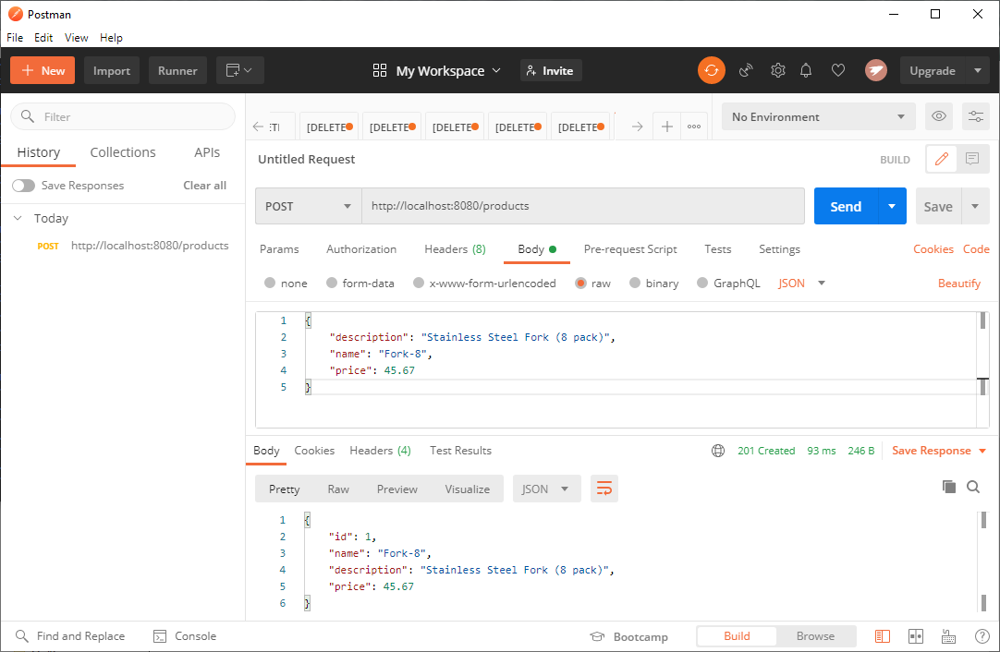 Postman
File Edit View Help
New Import Runner My Workspace Invite Upgrade
Filter
[DELETE [DELETE [DELETE [DELETE [DELETE No Environment
History Collections APIs
Save Responses Clear all
Today
POST http://localhost:8080/products
Untitled Request BUILD
POST http://localhost:8080/products Send Save
Params Authorization Headers (8) Body Pre-request Script Tests Settings Cookies Code
none form-data x-www-form-urlencoded raw binary GraphQL JSON Beautify
1 {
2 "description": "Stainless Steel Fork (8 pack)",
3 "name": "Fork-8",
4 "price": 45.67
5 }
Body Cookies Headers (4) Test Results 201 Created 93 ms 246 B Save Response
Pretty Raw Preview Visualize JSON
1 {
2 "id": 1,
3 "name": "Fork-8",
4 "description": "Stainless Steel Fork (8 pack)",
5 "price": 45.67
6 }
Find and Replace Console Bootcamp Build Browse